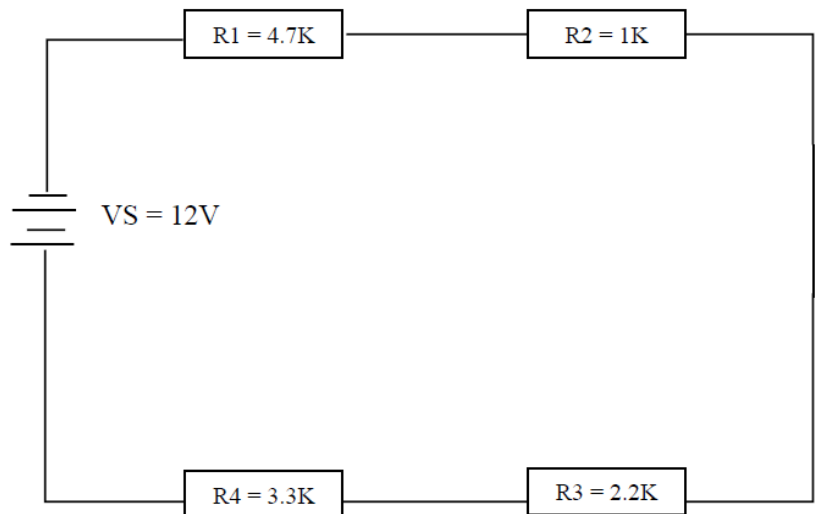 R1 = 4.7K
R2 = 1K
VS = 12V
R4 = 3.3K
R3 = 2.2K